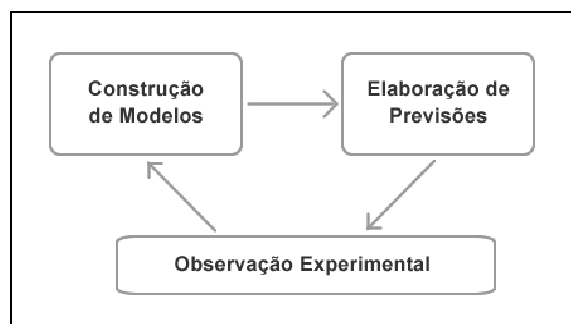 Construção
de Modelos
Elaboração de
Previsões
Observação Experimental